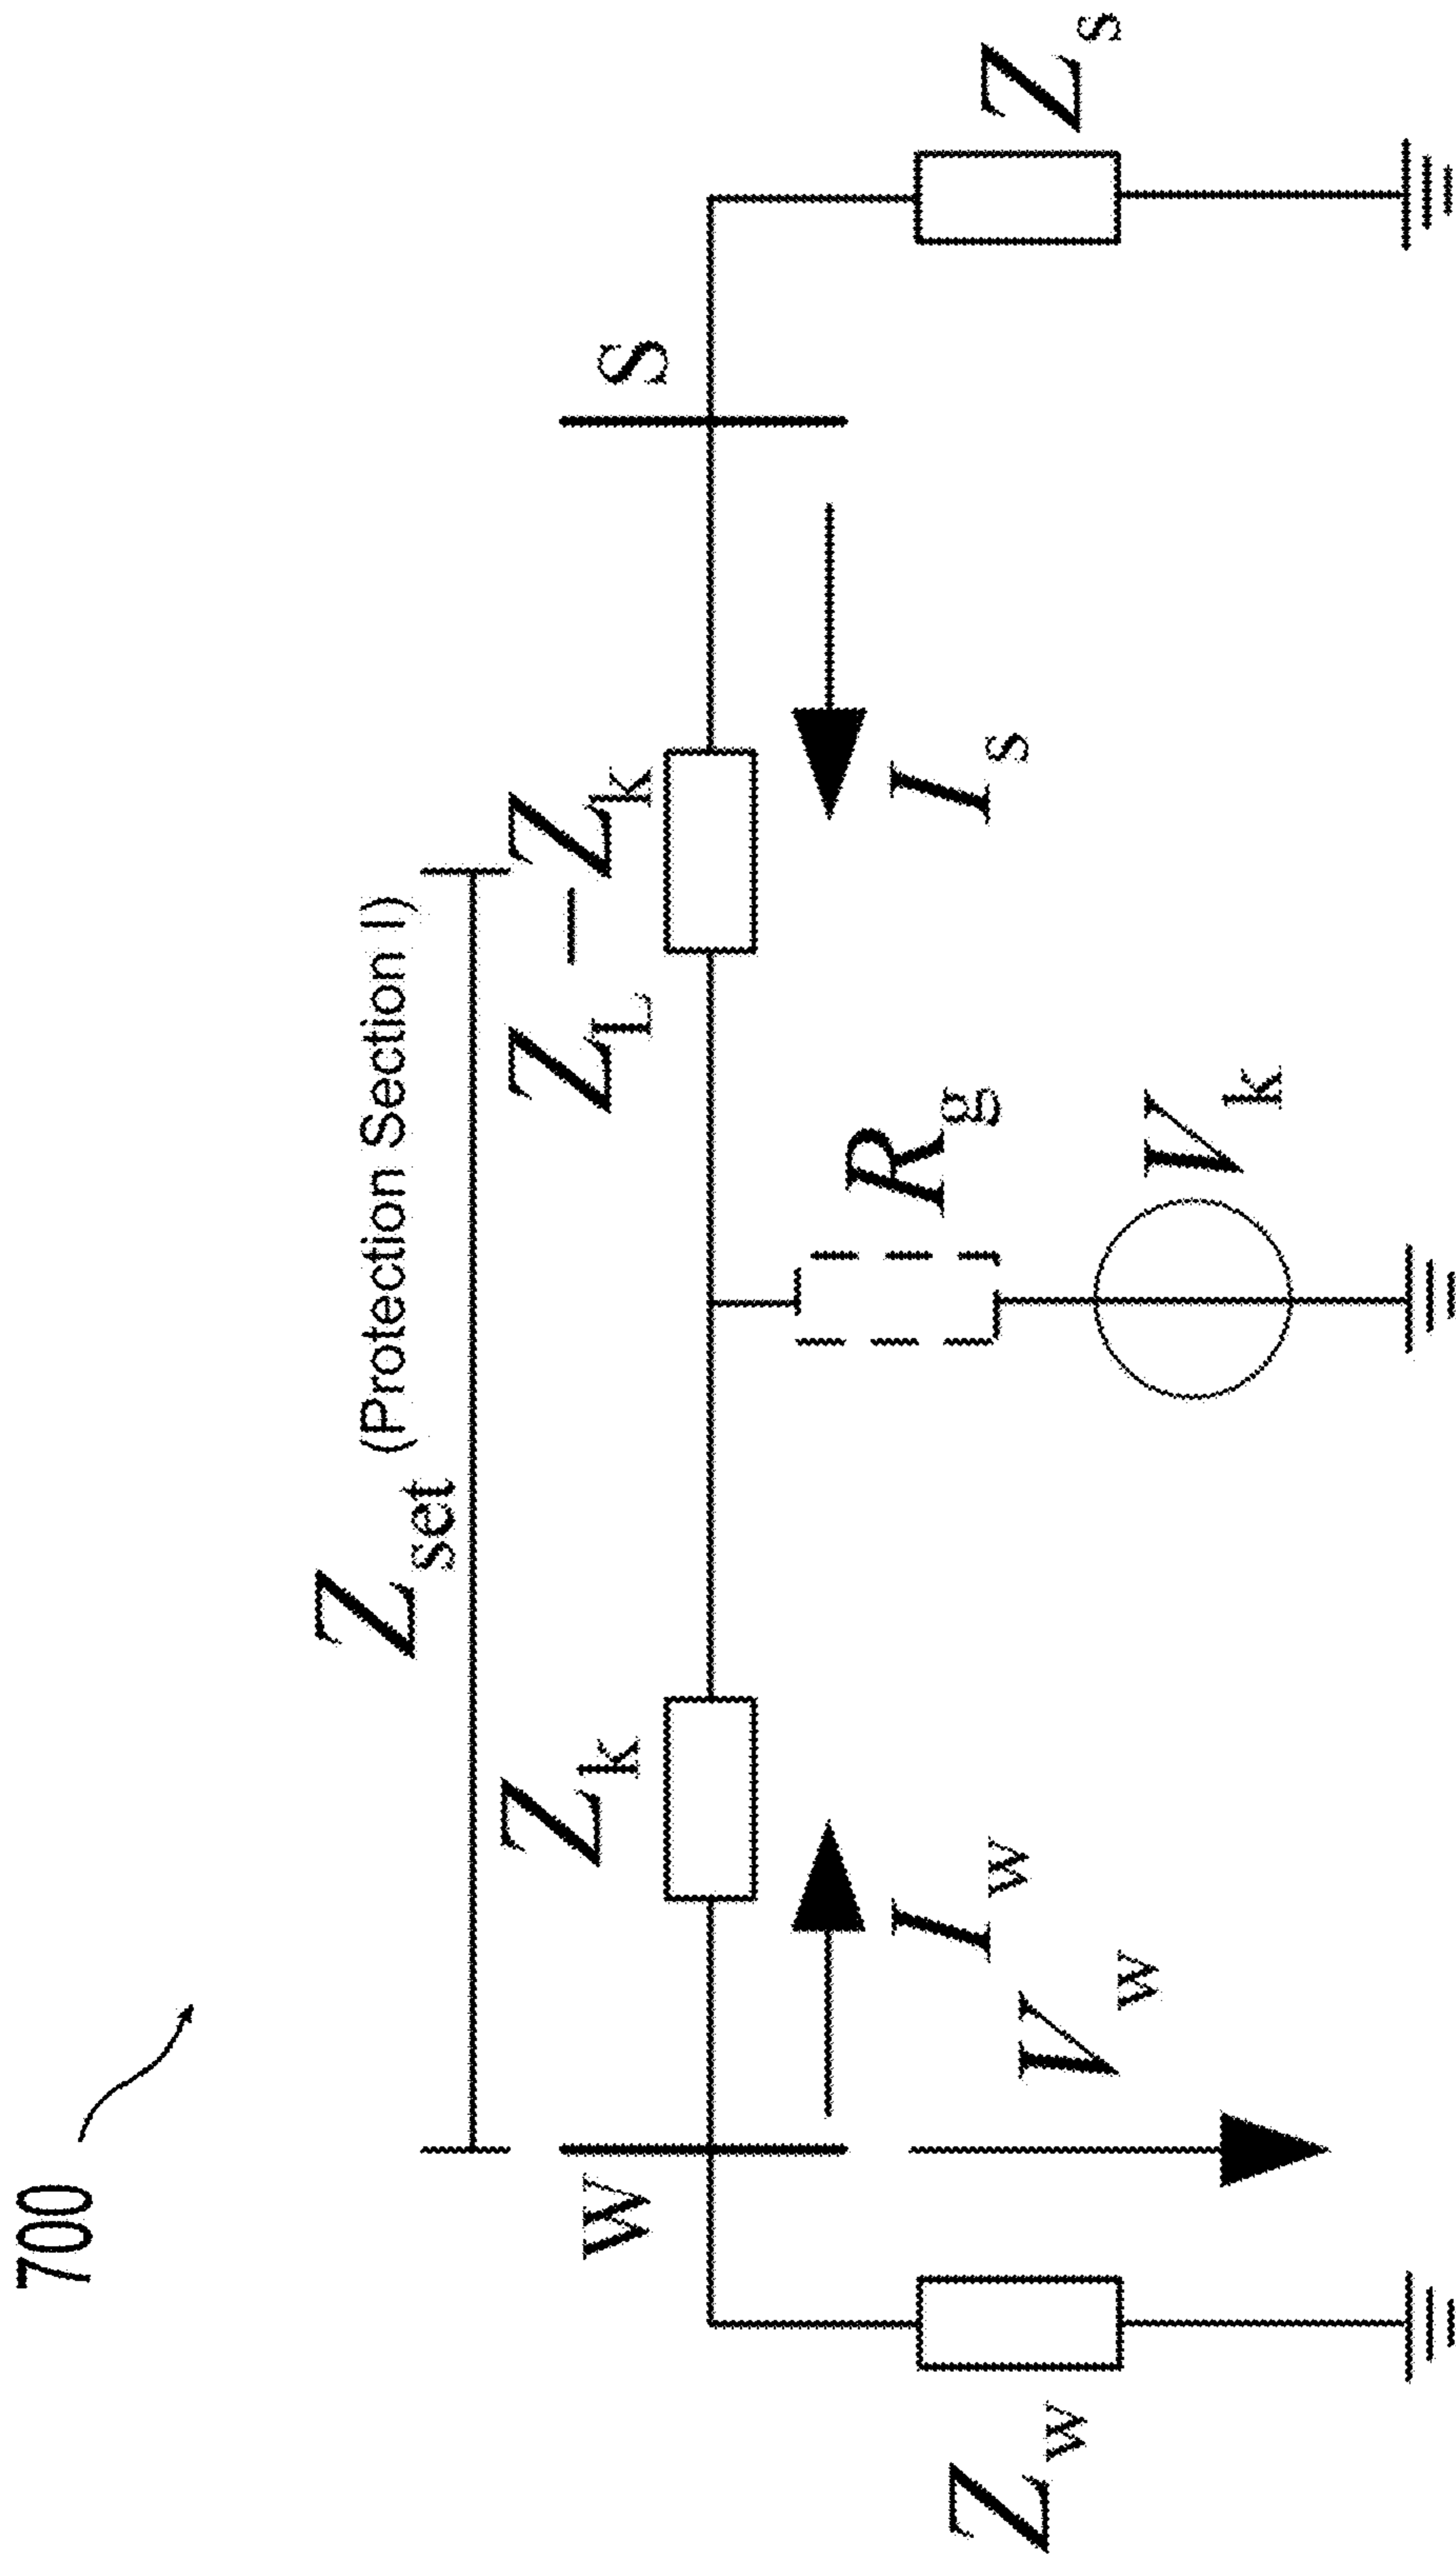 700
Z_set (Protection Section I)
Z_k
Z_L − Z_k
W
S
I_w
I_s
V_w
R_g
V_k
Z_w
Z_s